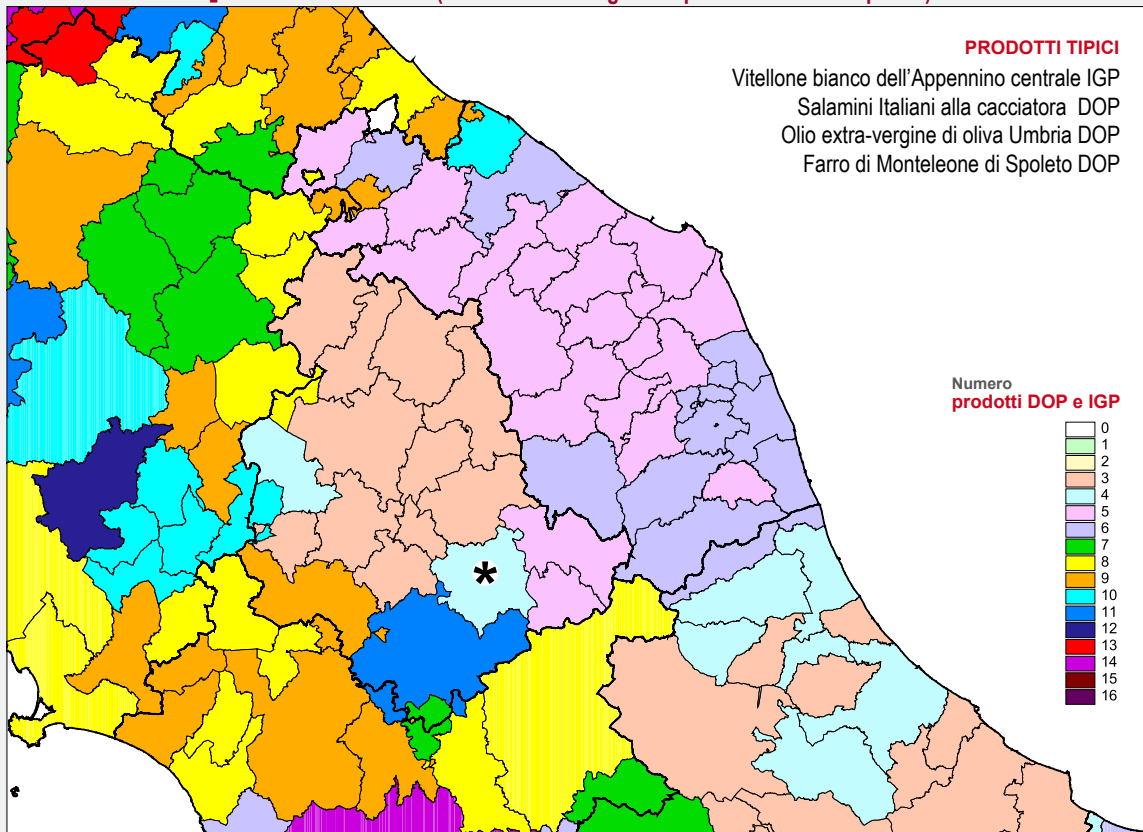 PRODOTTI TIPICI
Vitellone bianco dell'Appennino centrale IGP
Salamini Italiani alla cacciatora DOP
Olio extra-vergine di oliva Umbria DOP
Farro di Monteleone di Spoleto DOP
*
Numero
prodotti DOP e IGP
0
1
2
3
4
5
6
7
8
9
10
11
12
13
14
15
16